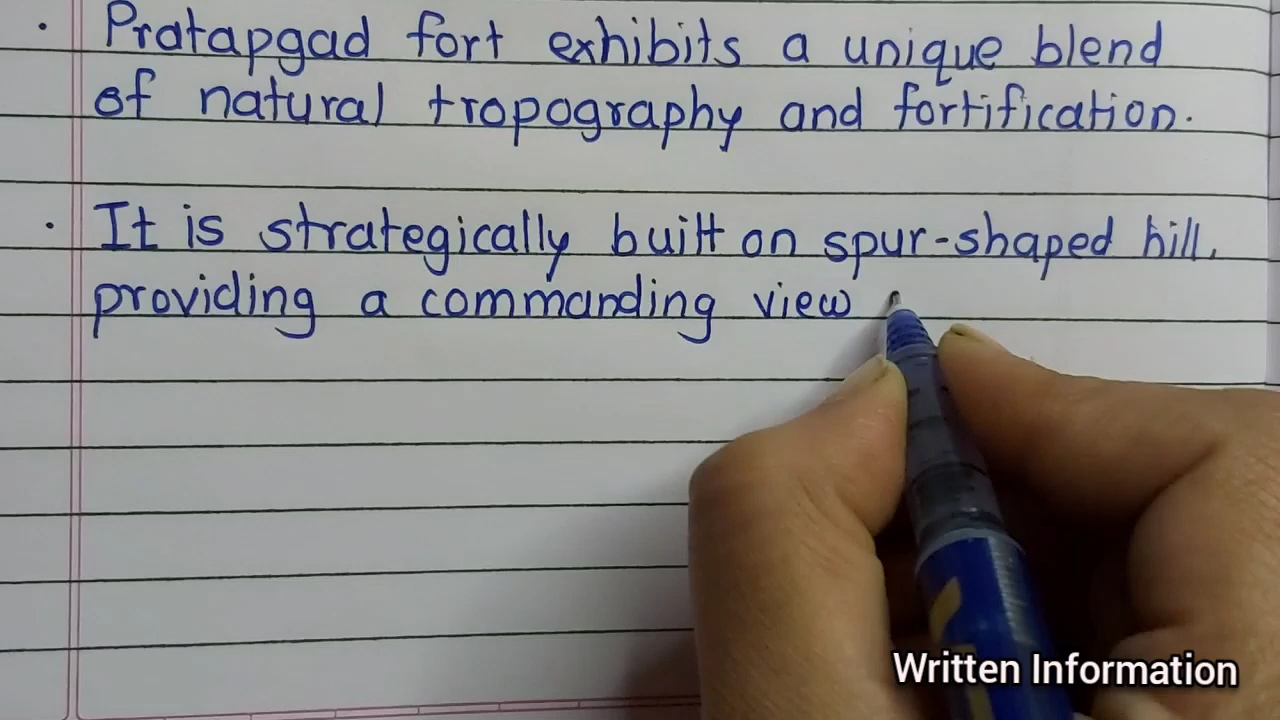 • Pratapgad fort exhibits a unique blend
of natural tropography and fortification.
• It is strategically built on spur-shaped hill,
providing a commanding view
Written Information